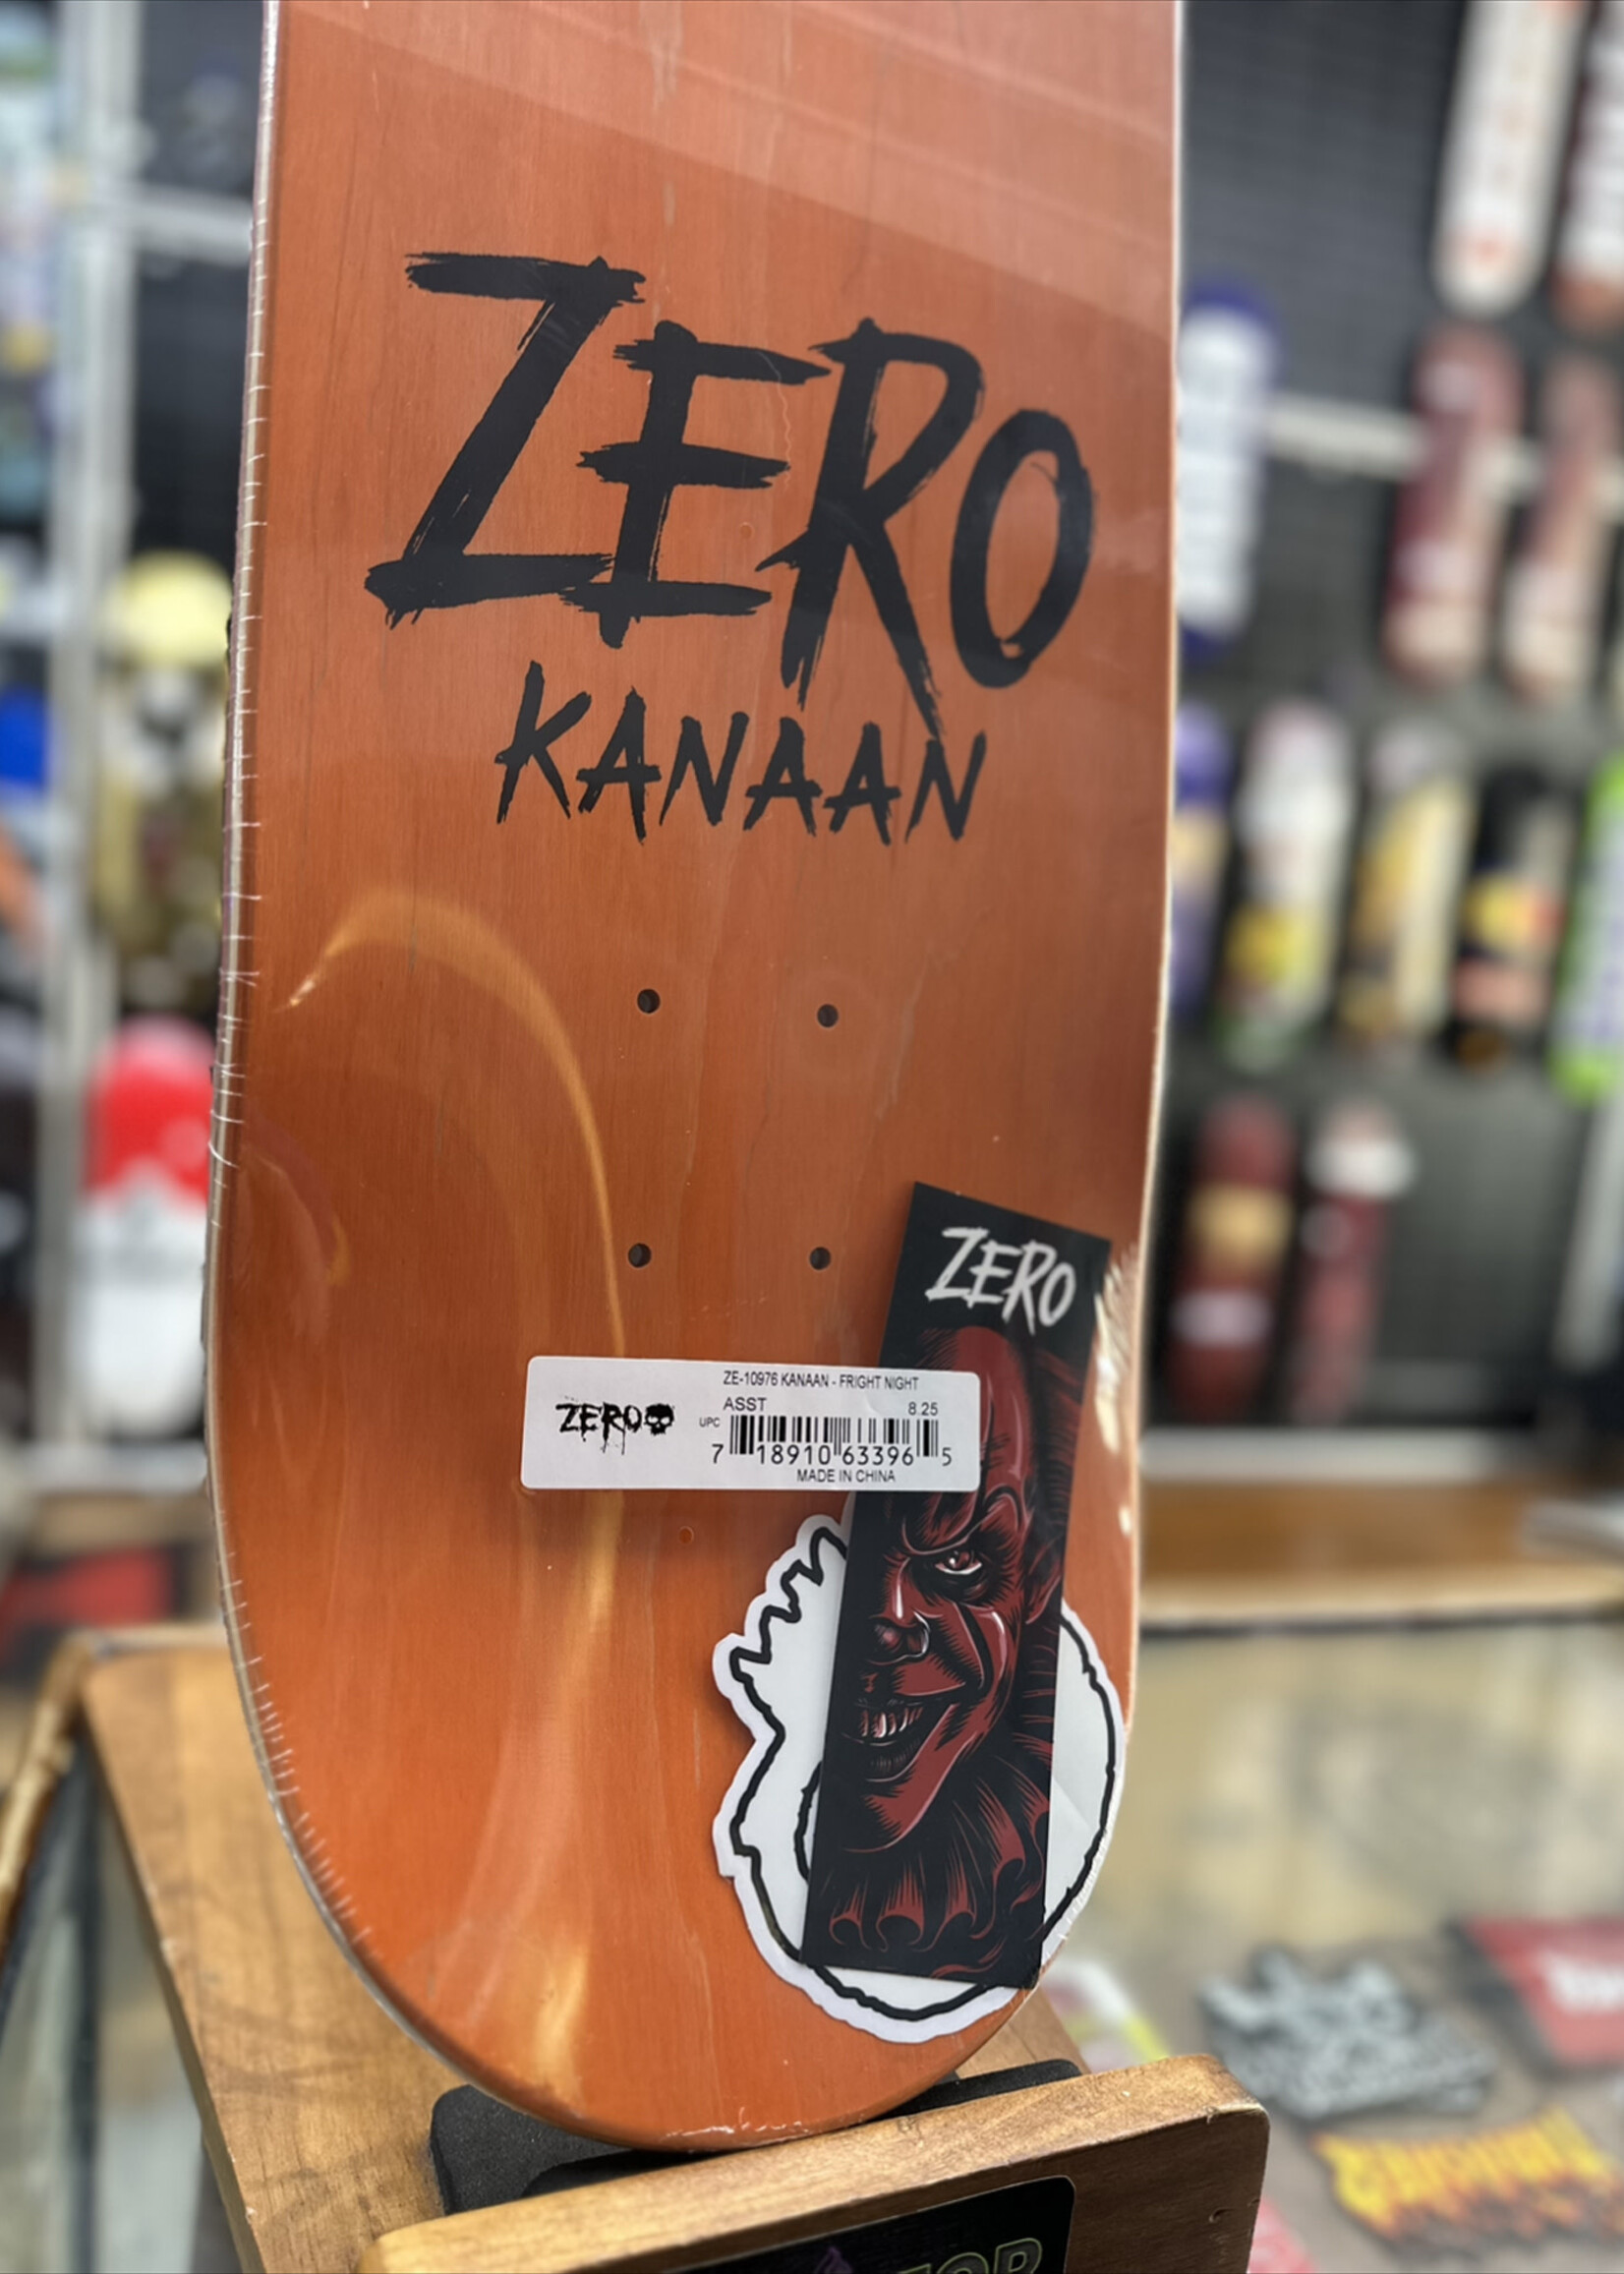 ZERO
KANAAN
ZERO
ZE-10976 KANAAN - FRIGHT NIGHT
ASST 8.25
ZERO
UPC
7 18910 63396 5
MADE IN CHINA